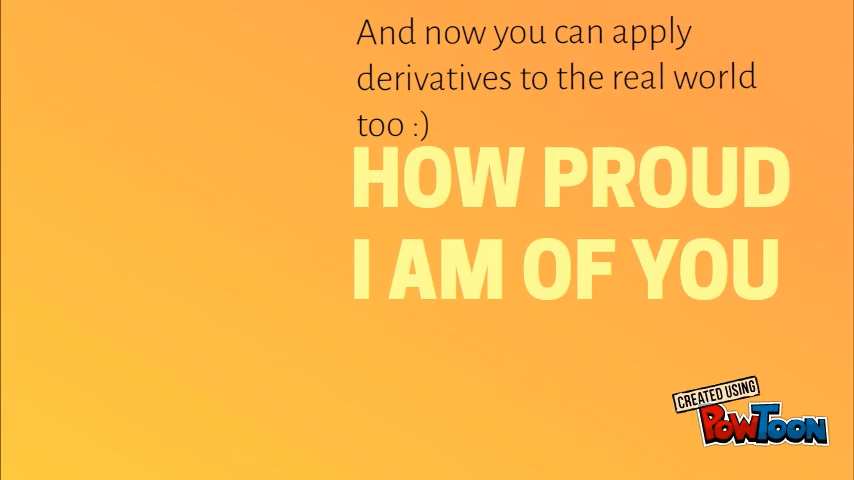 And now you can apply
derivatives to the real world
too :)
HOW PROUD
I AM OF YOU
CREATED USING
POWTOON